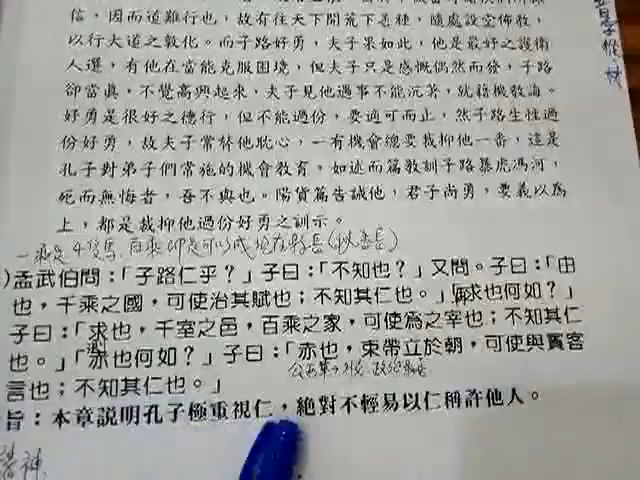 信，因而道難行也，故有往天下開荒下善種，隨處設堂佈教，
以行大道之敦化。而子路好勇，夫子果如此，他是最好之護衛
人選，有他在當能克服困境，但夫子只是感慨偶然而發，子路
卻當真，不覺高興起來，夫子見他遇事不能沉著，就藉機教誨。
好勇是很好之德行，但不能過份，要適可而止，然子路生性過
份好勇，故夫子常替他耽心，一有機會總要裁抑他一番，這是
孔子對弟子們常施的機會教育，如述而篇教訓子路暴虎馮河，
死而無悔者，吾不與也。陽貨篇告誡他，君子尚勇，要義以為
上，都是裁抑他過份好勇之訓示。
一乘是4馬
)孟武伯問：「子路仁乎？」子曰：「不知也？」又問。子曰：「由
也，千乘之國，可使治其賦也；不知其仁也。」「求也何如？」
子曰：「求也，千室之邑，百乘之家，可使為之宰也；不知其仁
也。」「赤也何如？」子曰：「赤也，束帶立於朝，可使與賓客
言也；不知其仁也。」
旨：本章說明孔子極重視仁，絕對不輕易以仁稱許他人。